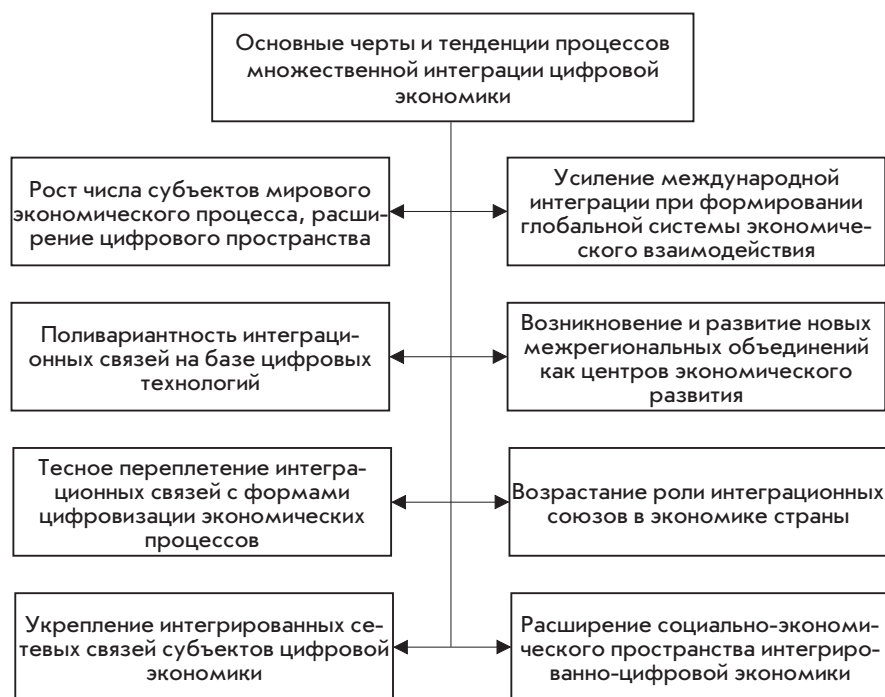 Основные черты и тенденции процессов
множественной интеграции цифровой
экономики
Рост числа субъектов мирового
экономического процесса, расши-
рение цифрового пространства
Усиление международной
интеграции при формировании
глобальной системы экономиче-
ского взаимодействия
Поливариантность интеграци-
онных связей на базе цифровых
технологий
Возникновение и развитие новых
межрегиональных объединений
как центров экономического
развития
Тесное переплетение интегра-
ционных связей с формами
цифровизации экономических
процессов
Возрастание роли интеграционных
союзов в экономике страны
Укрепление интегрированных се-
тевых связей субъектов цифровой
экономики
Расширение социально-экономи-
ческого пространства интегриро-
ванно-цифровой экономики